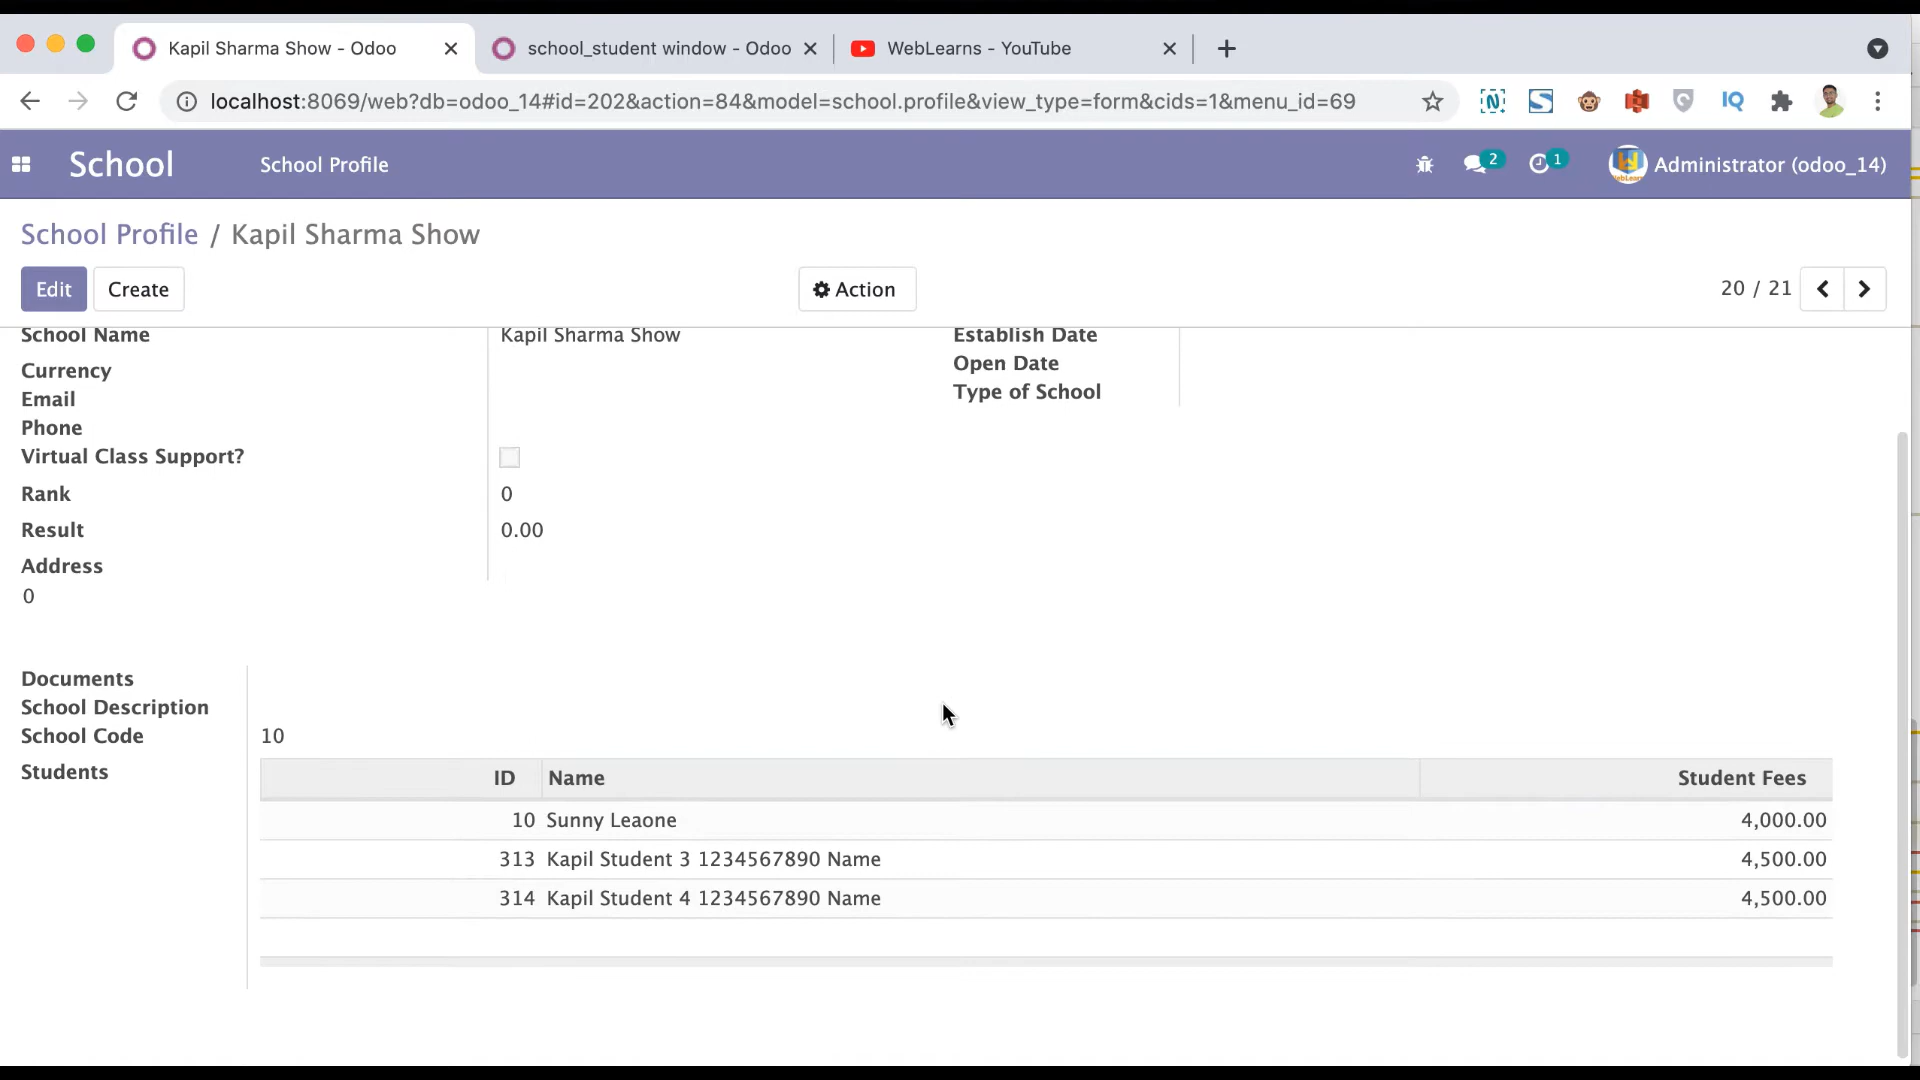 Kapil Sharma Show - Odoo
school_student window - Odoo
WebLearns - YouTube
localhost:8069/web?db=odoo_14#id=202&action=84&model=school.profile&view_type=form&cids=1&menu_id=69
IQ
School
School Profile
2
1
Administrator (odoo_14)
School Profile / Kapil Sharma Show
Edit
Create
Action
20 / 21
School Name
Kapil Sharma Show
Establish Date
Currency
Open Date
Email
Type of School
Phone
Virtual Class Support?
Rank
0
Result
0.00
Address
0
Documents
School Description
School Code
10
Students
ID Name Student Fees
10 Sunny Leaone 4,000.00
313 Kapil Student 3 1234567890 Name 4,500.00
314 Kapil Student 4 1234567890 Name 4,500.00